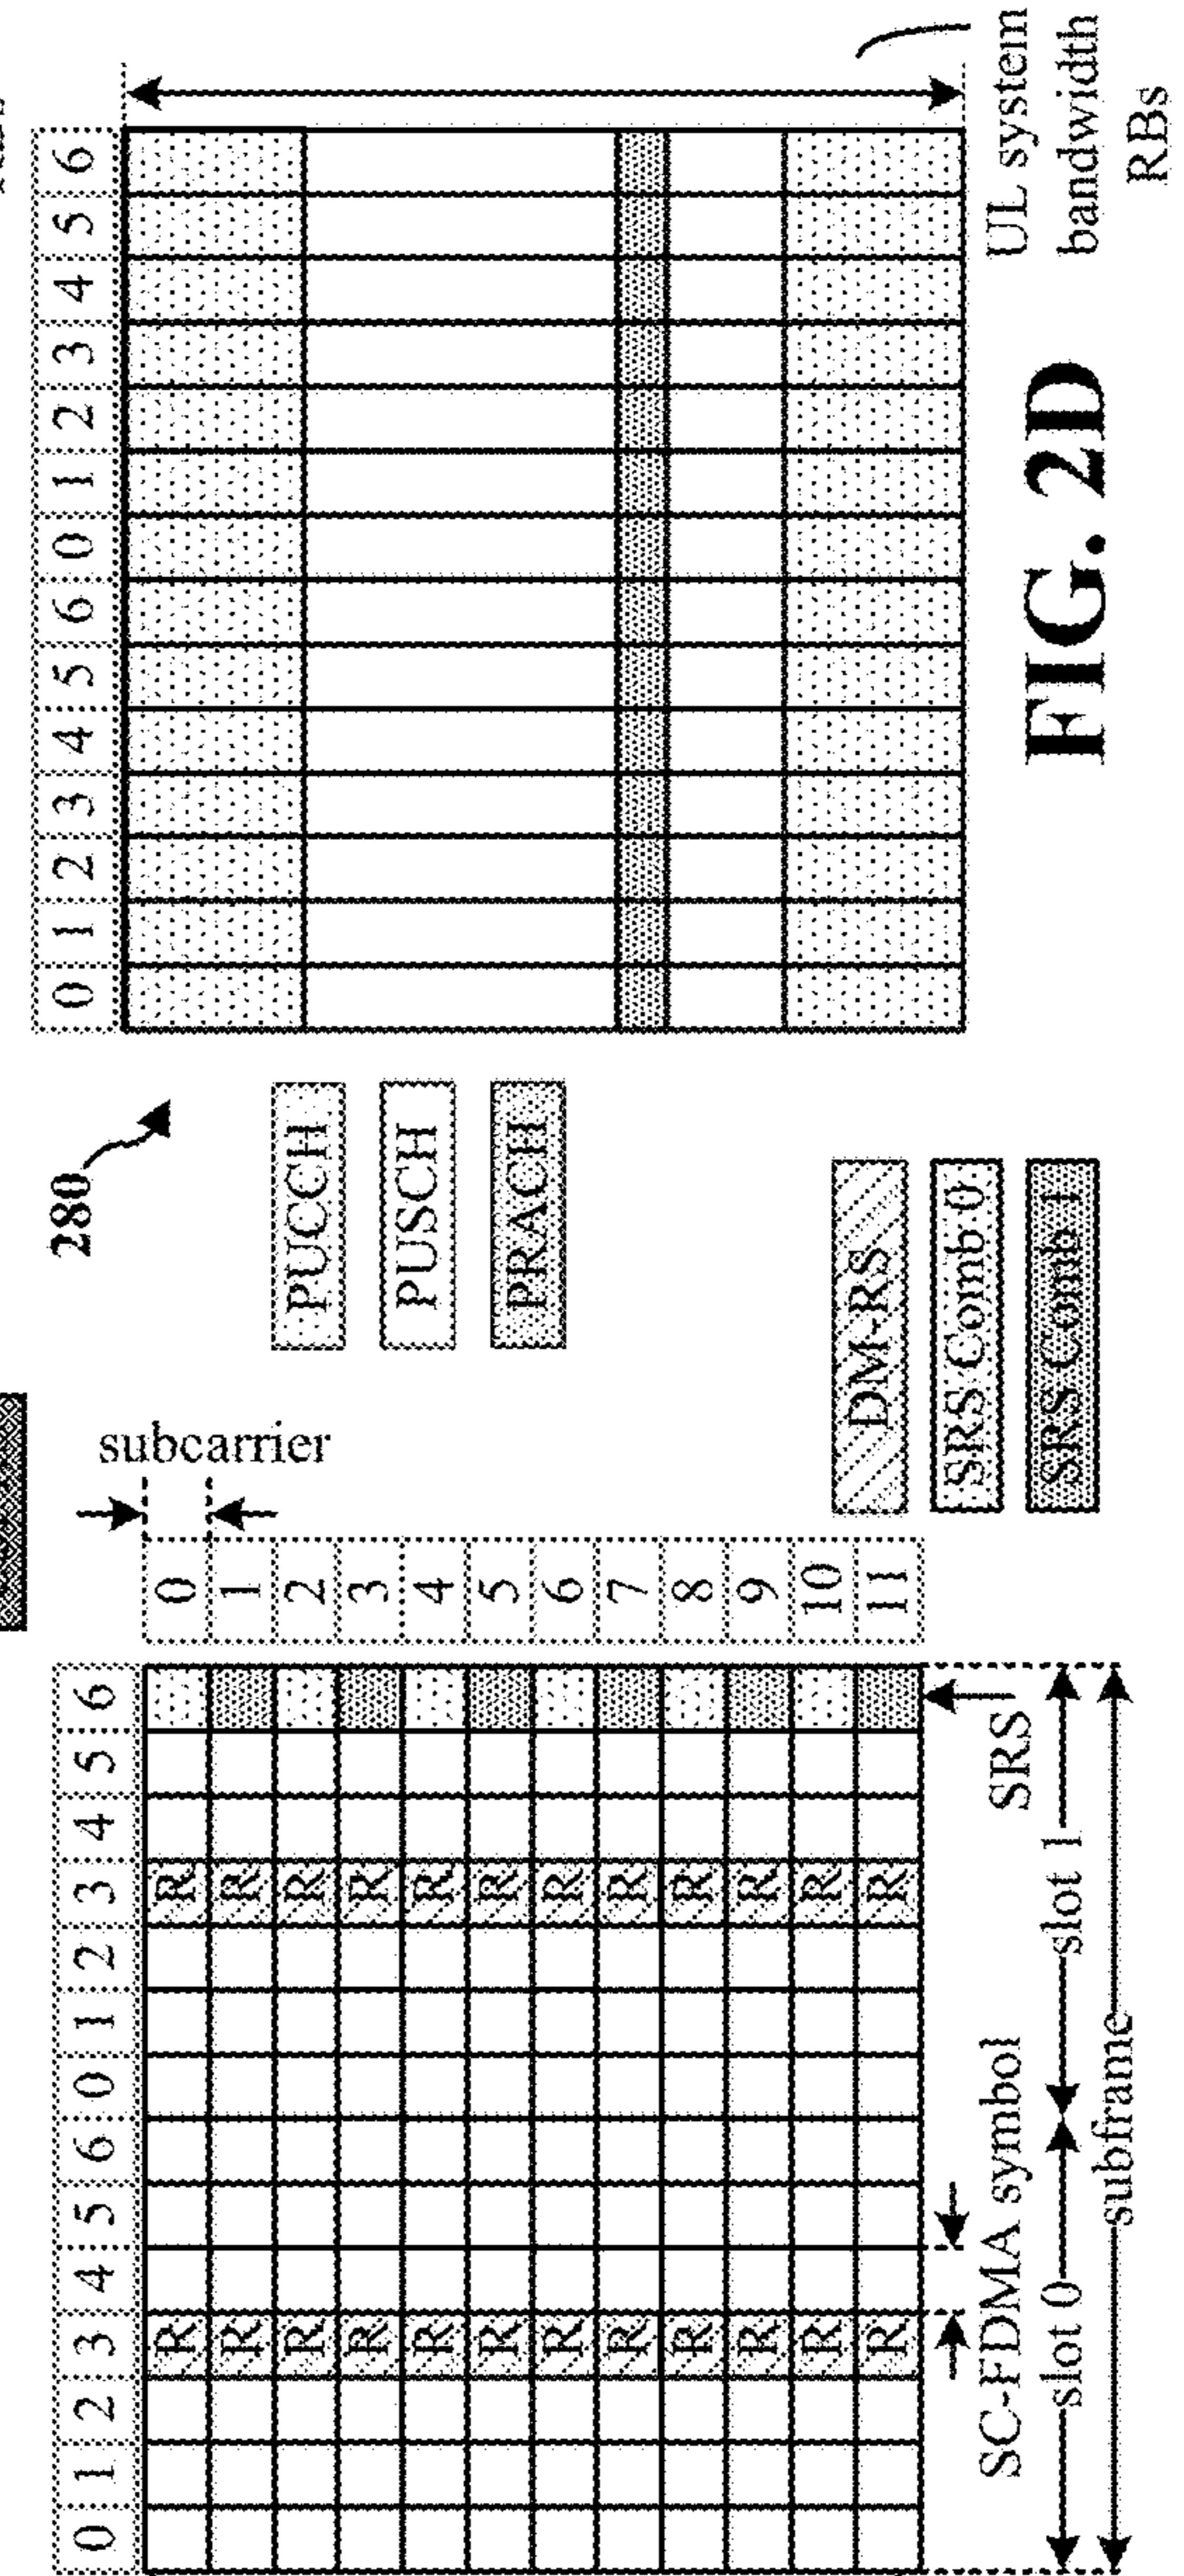 0 1 2 3 4 5 6 0 1 2 3 4 5 6
subcarrier
0
1
2
3 R R
4
5
6
7
8
9
10
11
R R
R R
R R
R R
R R
R R
R R
R R
R R
R R
R R
SC-FDMA symbol
SRS
slot 0 slot 1
subframe
DM-RS
SRS Comb 0
SRS Comb 1
280
PUCCH
PUSCH
PRACH
0 1 2 3 4 5 6 0 1 2 3 4 5 6
UL system
bandwidth
RBs
FIG. 2D